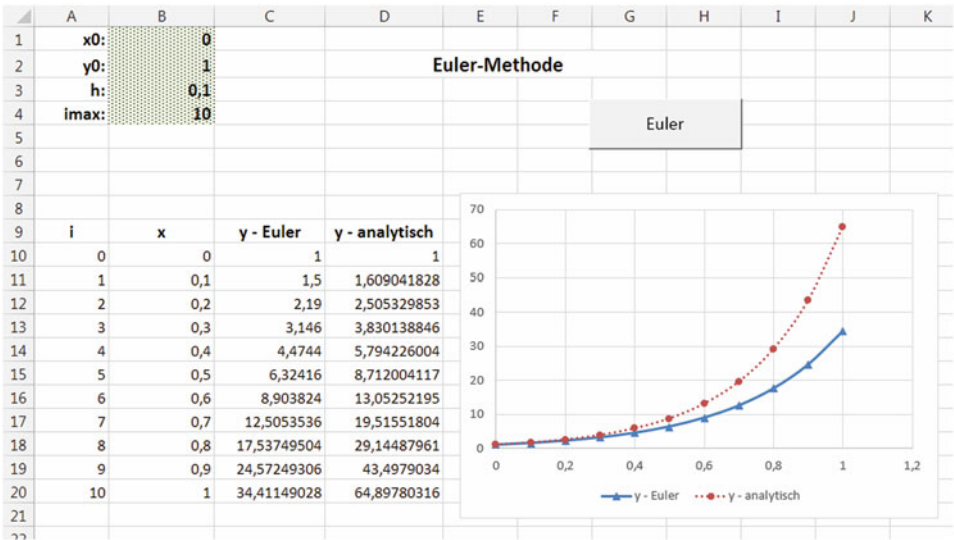 A B C D E F G H I J K
1 x0: 0
2 y0: 1 Euler-Methode
3 h: 0,1
4 imax: 10
5 Euler
6
7
8
9 i x y - Euler y - analytisch
10 0 0 1 1
11 1 0,1 1,5 1,609041828
12 2 0,2 2,19 2,505329853
13 3 0,3 3,146 3,830138846
14 4 0,4 4,4744 5,794226004
15 5 0,5 6,32416 8,712004117
16 6 0,6 8,903824 13,05252195
17 7 0,7 12,5053536 19,51551804
18 8 0,8 17,53749504 29,14487961
19 9 0,9 24,57249306 43,4979034
20 10 1 34,41149028 64,89780316
21
22
70
60
50
40
30
20
10
0
0 0,2 0,4 0,6 0,8 1 1,2
y - Euler y - analytisch